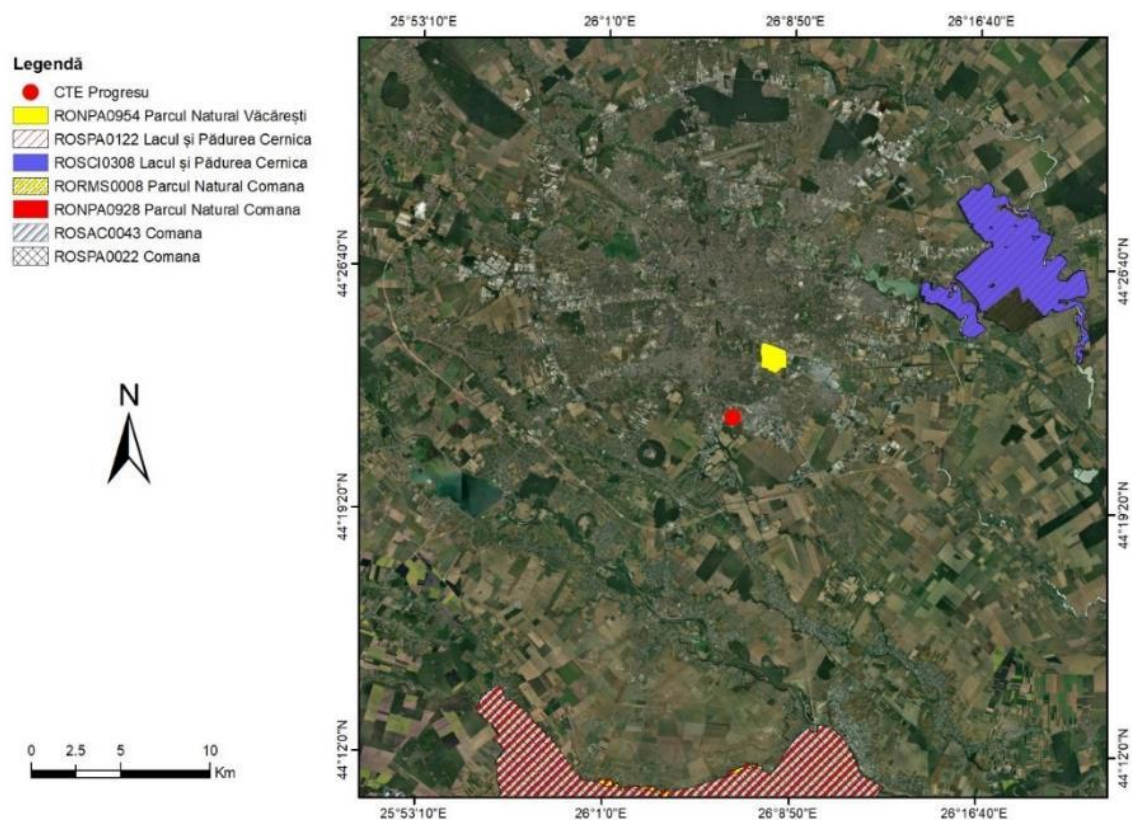 25°53'10"E 26°1'0"E 26°8'50"E 26°16'40"E
Legendă
CTE Progresu
RONPA0954 Parcul Natural Văcărești
ROSPA0122 Lacul și Pădurea Cernica
ROSCI0308 Lacul și Pădurea Cernica
RORMS0008 Parcul Natural Comana
RONPA0928 Parcul Natural Comana
ROSAC0043 Comana
ROSPA0022 Comana
44°26'40"N
44°26'40"N
N
44°19'20"N
44°19'20"N
44°12'0"N
44°12'0"N
0 2.5 5 10
Km
25°53'10"E 26°1'0"E 26°8'50"E 26°16'40"E